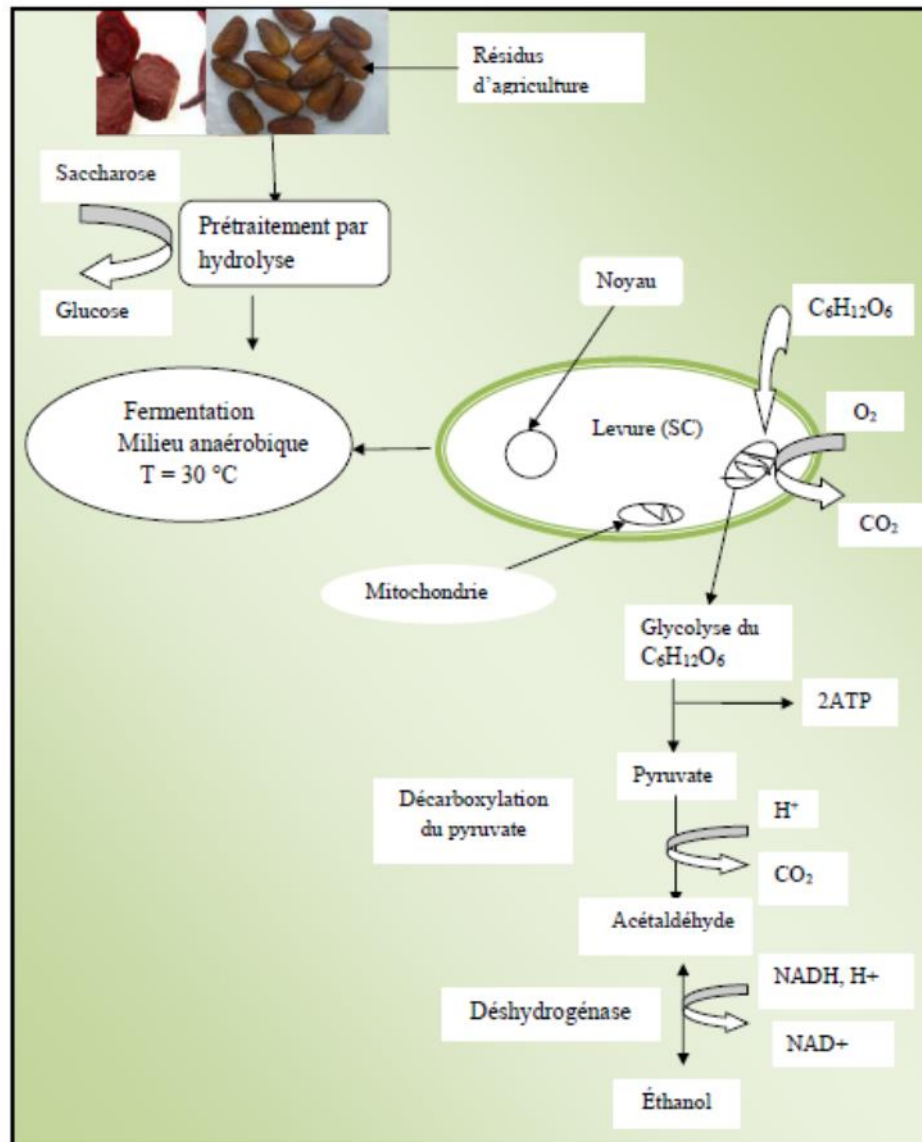 Résidus
d'agriculture
Saccharose
Prétraitement par
hydrolyse
Glucose
Noyau
C₆H₁₂O₆
Fermentation
Milieu anaérobique
T = 30 °C
Levure (SC)
O₂
CO₂
Mitochondrie
Glycolyse du
C₆H₁₂O₆
2ATP
Pyruvate
Décarboxylation
du pyruvate
H⁺
CO₂
Acétaldéhyde
NADH, H+
Déshydrogénase
NAD+
Éthanol